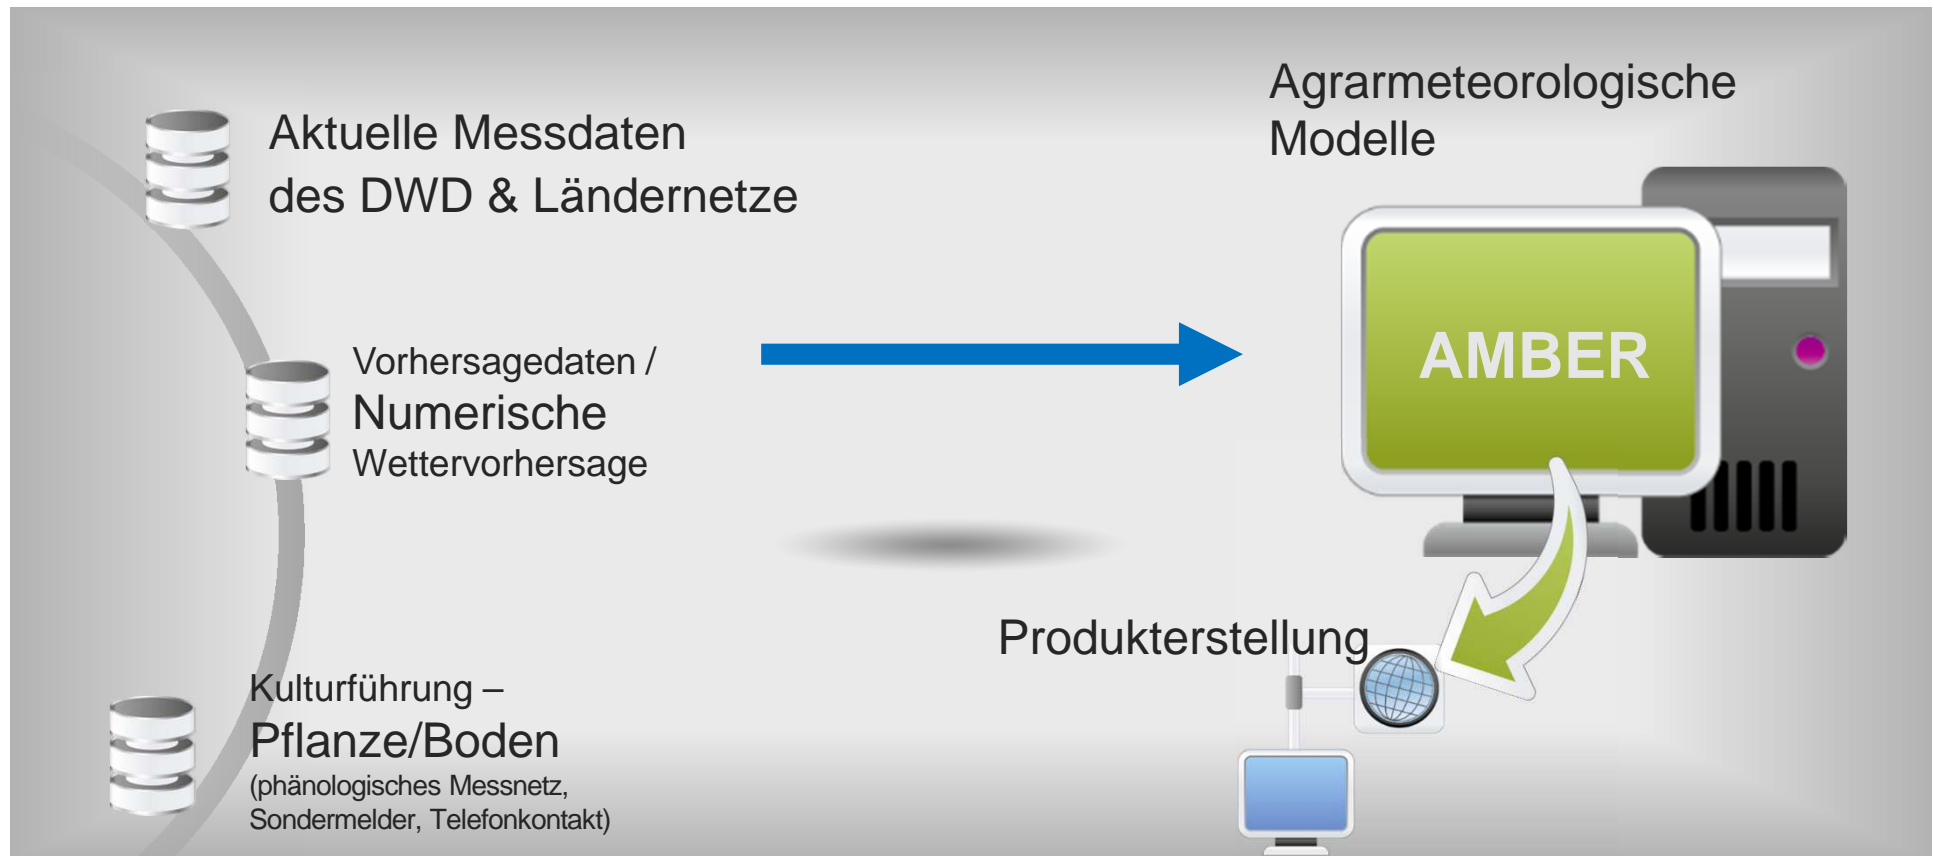 Aktuelle Messdaten
des DWD & Ländernetze
Vorhersagedaten /
Numerische
Wettervorhersage
Kulturführung –
Pflanze/Boden
(phänologisches Messnetz,
Sondermelder, Telefonkontakt)
Agrarmeteorologische
Modelle
AMBER
Produkterstellung